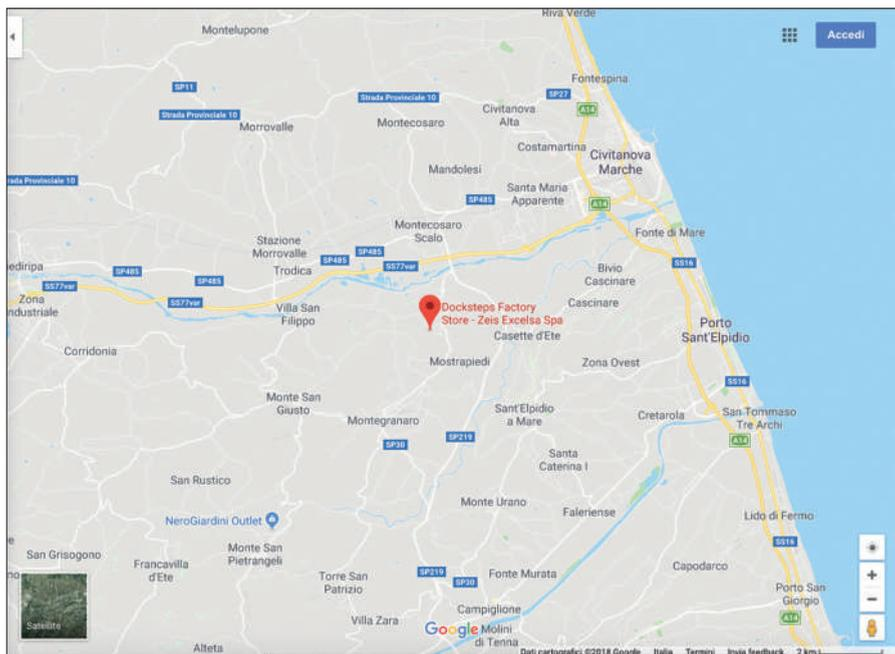 Riva Verde
Montelupone
Accedi
Fontespina
SP11
Strada Provinciale 10
SP27
A14
Strada Provinciale 10
Montecosaro
Civitanova
Alta
Morrovalle
Costamartina
Civitanova
Marche
Mandolesi
rada Provinciale 10
Santa Maria
Apparente
SP485
A14
Montecosaro
Scalo
Fonte di Mare
Stazione
Morrovalle
SP485
SP485
SS77var
Trodica
SS16
ediripa
SP485
SP485
Bivio
Cascinare
SS77var
SS77var
Zona
ndustriale
Villa San
Filippo
Docksteps Factory
Store - Zeis Excelsa Spa
Cascinare
Casette d'Ete
Porto
Sant'Elpidio
Corridonia
Mostrapiedi
Zona Ovest
SS16
Monte San
Giusto
Montegranaro
Sant'Elpidio
a Mare
Cretarola
San Tommaso
Tre Archi
SP30
SP219
A14
Santa
Caterina I
San Rustico
Monte Urano
Faleriense
NeroGiardini Outlet
Lido di Fermo
SS16
San Grisogono
Monte San
Pietrangeli
Francavilla
d'Ete
Torre San
Patrizio
SP219
SP30
Fonte Murata
Capodarco
Porto San
Giorgio
A14
Satellite
Villa Zara
Campiglione
Google
Molini
di Tenna
Alteta
Dati cartografici ©2018 Google Italia Termini Invia feedback 2 km